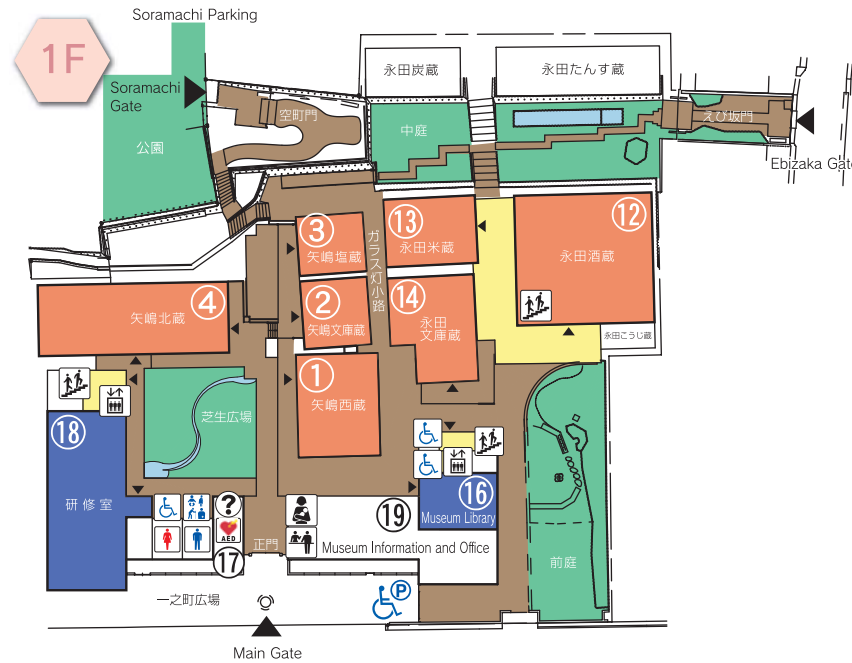 Soramachi Parking
1F
Soramachi
Gate
公園
空町門
永田炭蔵
永田たんす蔵
中庭
えび坂門
Ebizaka Gate
③
矢嶋塩蔵
⑬
永田米蔵
⑫
永田酒蔵
ガラス灯小路
④
矢嶋北蔵
②
矢嶋文庫蔵
⑭
永田
文庫蔵
永田こうじ蔵
①
矢嶋西蔵
芝生広場
⑱
研修室
⑯
Museum Library
?
AED
⑰
正門
⑲
Museum Information and Office
前庭
一之町広場
P
Main Gate